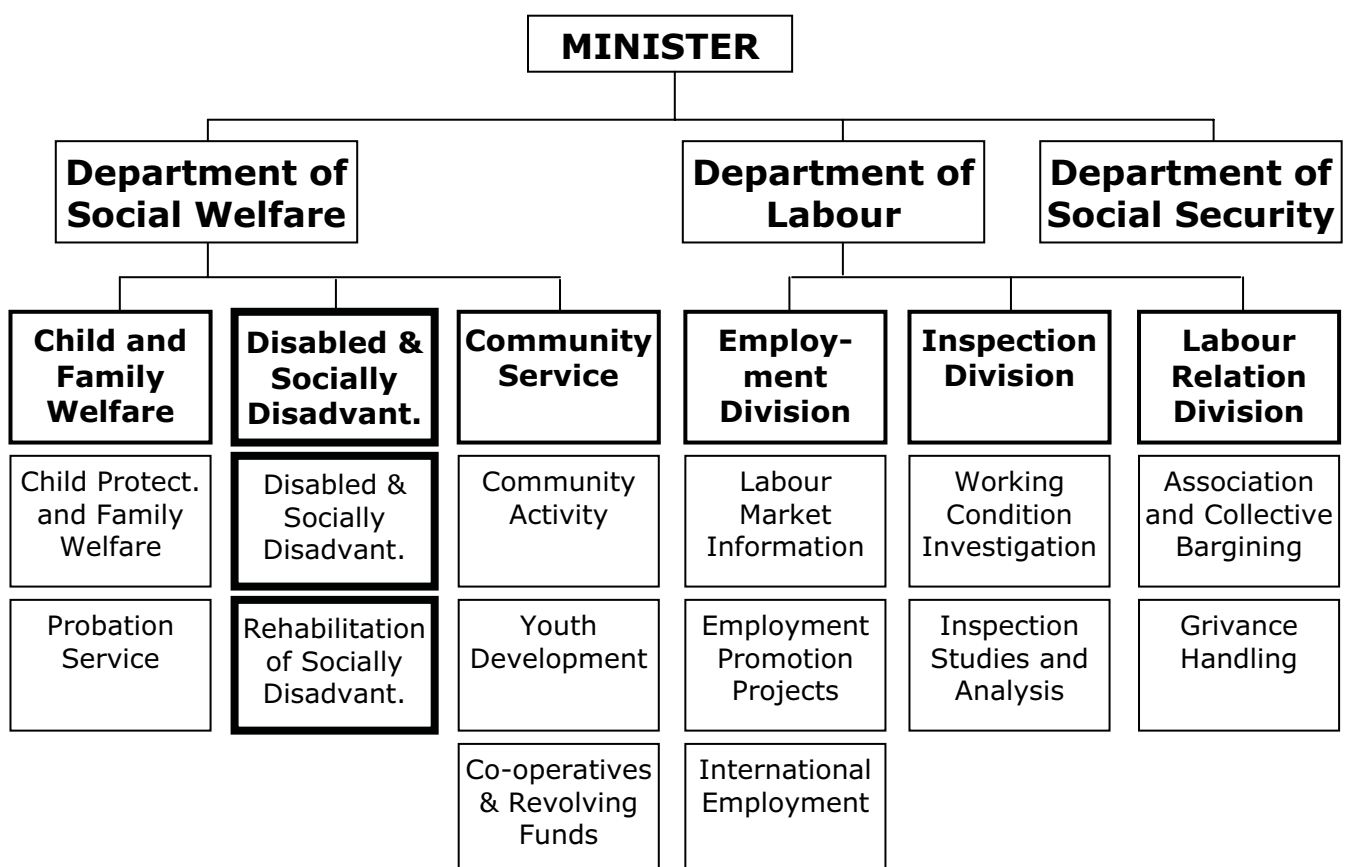 MINISTER
Department of
Social Welfare
Department of
Labour
Department of
Social Security
Child and
Family
Welfare
Disabled &
Socially
Disadvant.
Community
Service
Employ-
ment
Division
Inspection
Division
Labour
Relation
Division
Child Protect.
and Family
Welfare
Disabled &
Socially
Disadvant.
Community
Activity
Labour
Market
Information
Working
Condition
Investigation
Association
and Collective
Bargining
Probation
Service
Rehabilitation
of Socially
Disadvant.
Youth
Development
Employment
Promotion
Projects
Inspection
Studies and
Analysis
Grivance
Handling
Co-operatives
& Revolving
Funds
International
Employment